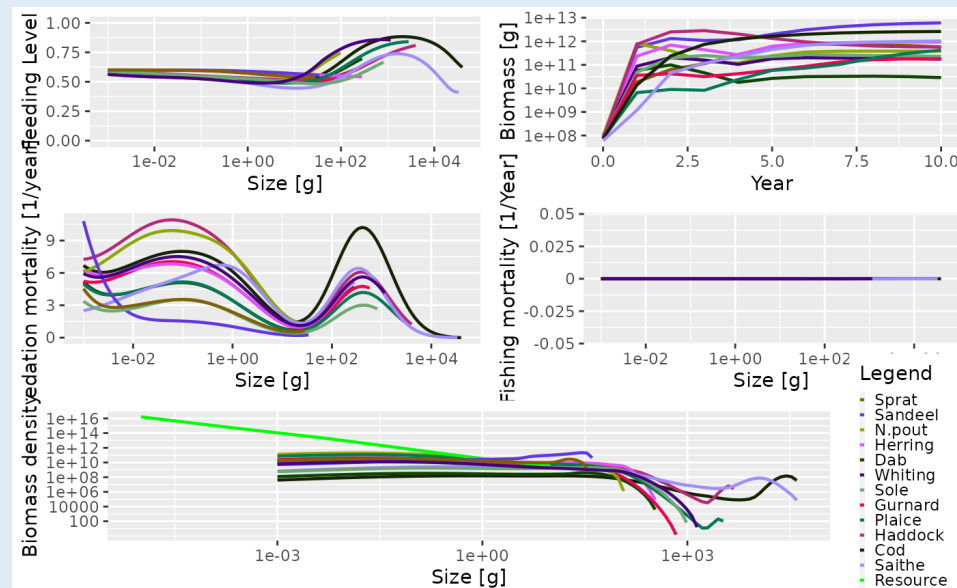 Feeding Level
1.00
0.75
0.50
0.25
0.00
1e-02 1e+00 1e+02 1e+04
Size [g]
Biomass [g]
1e+13
1e+12
1e+11
1e+10
1e+09
1e+08
0.0 2.5 5.0 7.5 10.0
Year
edation mortality [1/year]
9
6
3
0
1e-02 1e+00 1e+02 1e+04
Size [g]
Fishing mortality [1/Year]
0.05
0.025
0
-0.025
-0.05
1e-02 1e+00 1e+02
Size [g]
Biomass density
1e+16
1e+14
1e+12
1e+10
1e+08
1e+06
10000
100
1e-03 1e+00 1e+03
Size [g]
Legend
Sprat
Sandeel
N.pout
Herring
Dab
Whiting
Sole
Gurnard
Plaice
Haddock
Cod
Saithe
Resource